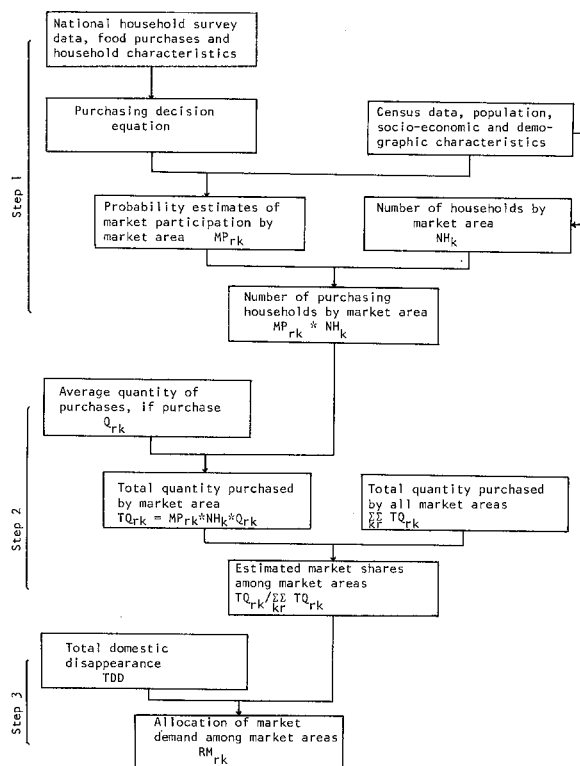 National household survey
data, food purchases and
household characteristics
Purchasing decision
equation
Census data, population,
socio-economic and demo-
graphic characteristics
Step 1
Probability estimates of
market participation by
market area MPrk
Number of households by
market area
NHk
Number of purchasing
households by market area
MPrk * NHk
Average quantity of
purchases, if purchase
Qrk
Step 2
Total quantity purchased
by market area
TQrk = MPrk*NHk*Qrk
Total quantity purchased
by all market areas
ΣΣ TQrk
kr
Estimated market shares
among market areas
TQrk/ΣΣ TQrk
kr
Total domestic
disappearance
TDD
Step 3
Allocation of market
demand among market areas
RMrk